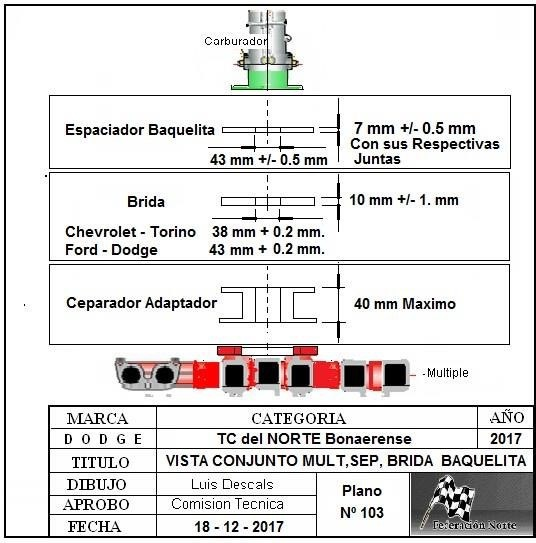 Carburador
Espaciador Baquelita
7 mm +/- 0.5 mm
Con sus Respectivas
Juntas
43 mm +/- 0.5 mm
Brida
10 mm +/- 1. mm
Chevrolet - Torino 38 mm + 0.2 mm.
Ford - Dodge 43 mm + 0.2 mm.
Ceparador Adaptador
40 mm Maximo
Multiple
MARCA CATEGORIA AÑO
D O D G E TC del NORTE Bonaerense 2017
TITULO VISTA CONJUNTO MULT,SEP, BRIDA BAQUELITA
DIBUJO Luis Descals
APROBO Comision Tecnica
FECHA 18 - 12 - 2017
Plano
Nº 103
Federación Norte